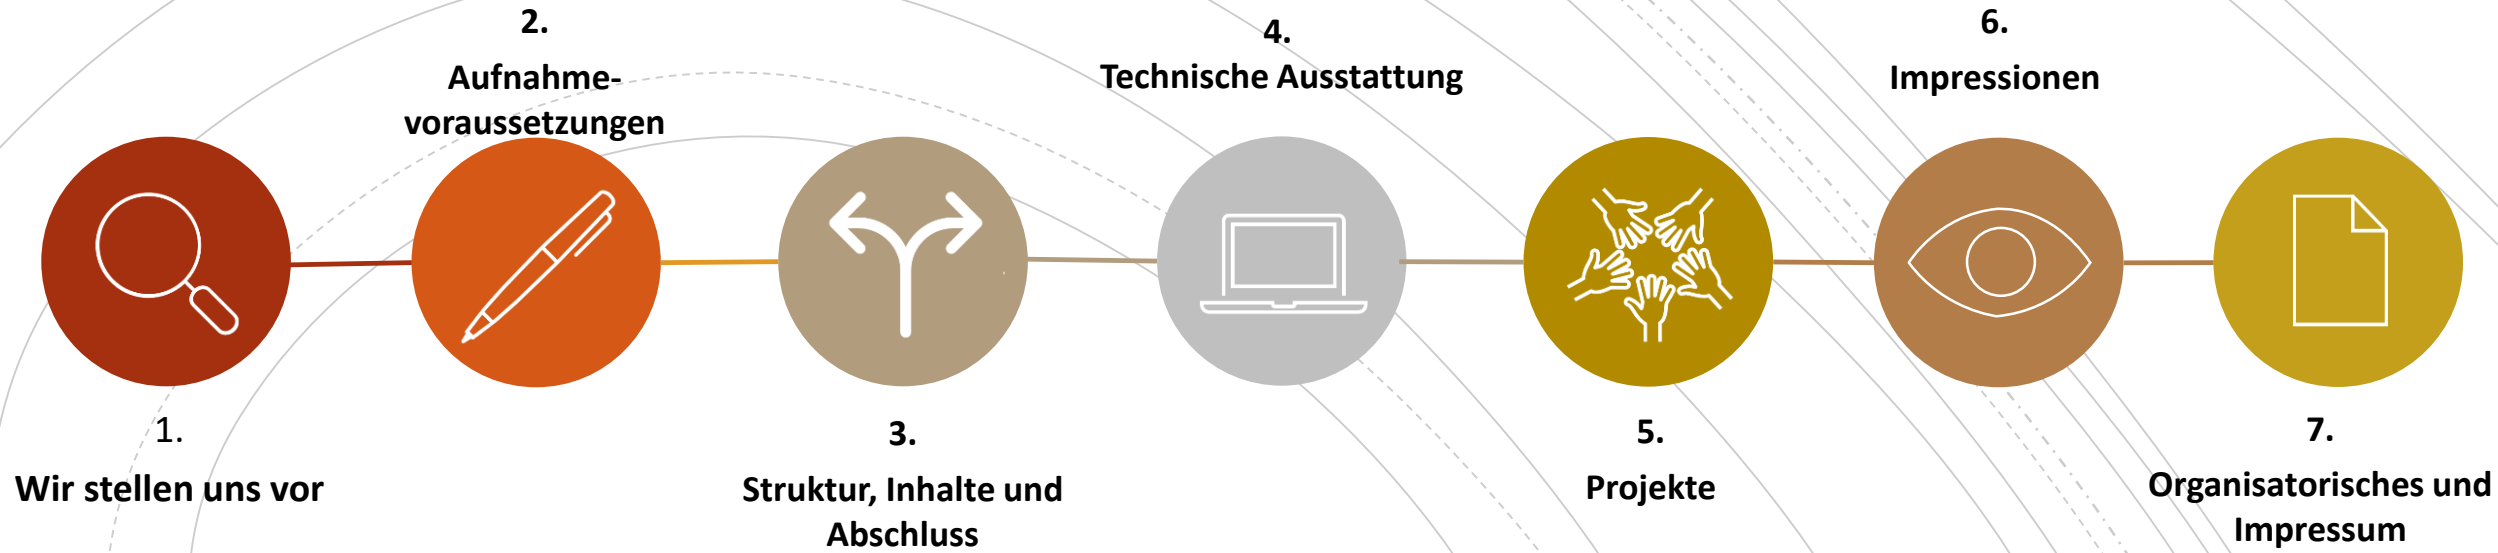 1.
Wir stellen uns vor
2.
Aufnahme-
voraussetzungen
3.
Struktur, Inhalte und
Abschluss
4.
Technische Ausstattung
5.
Projekte
6.
Impressionen
7.
Organisatorisches und
Impressum